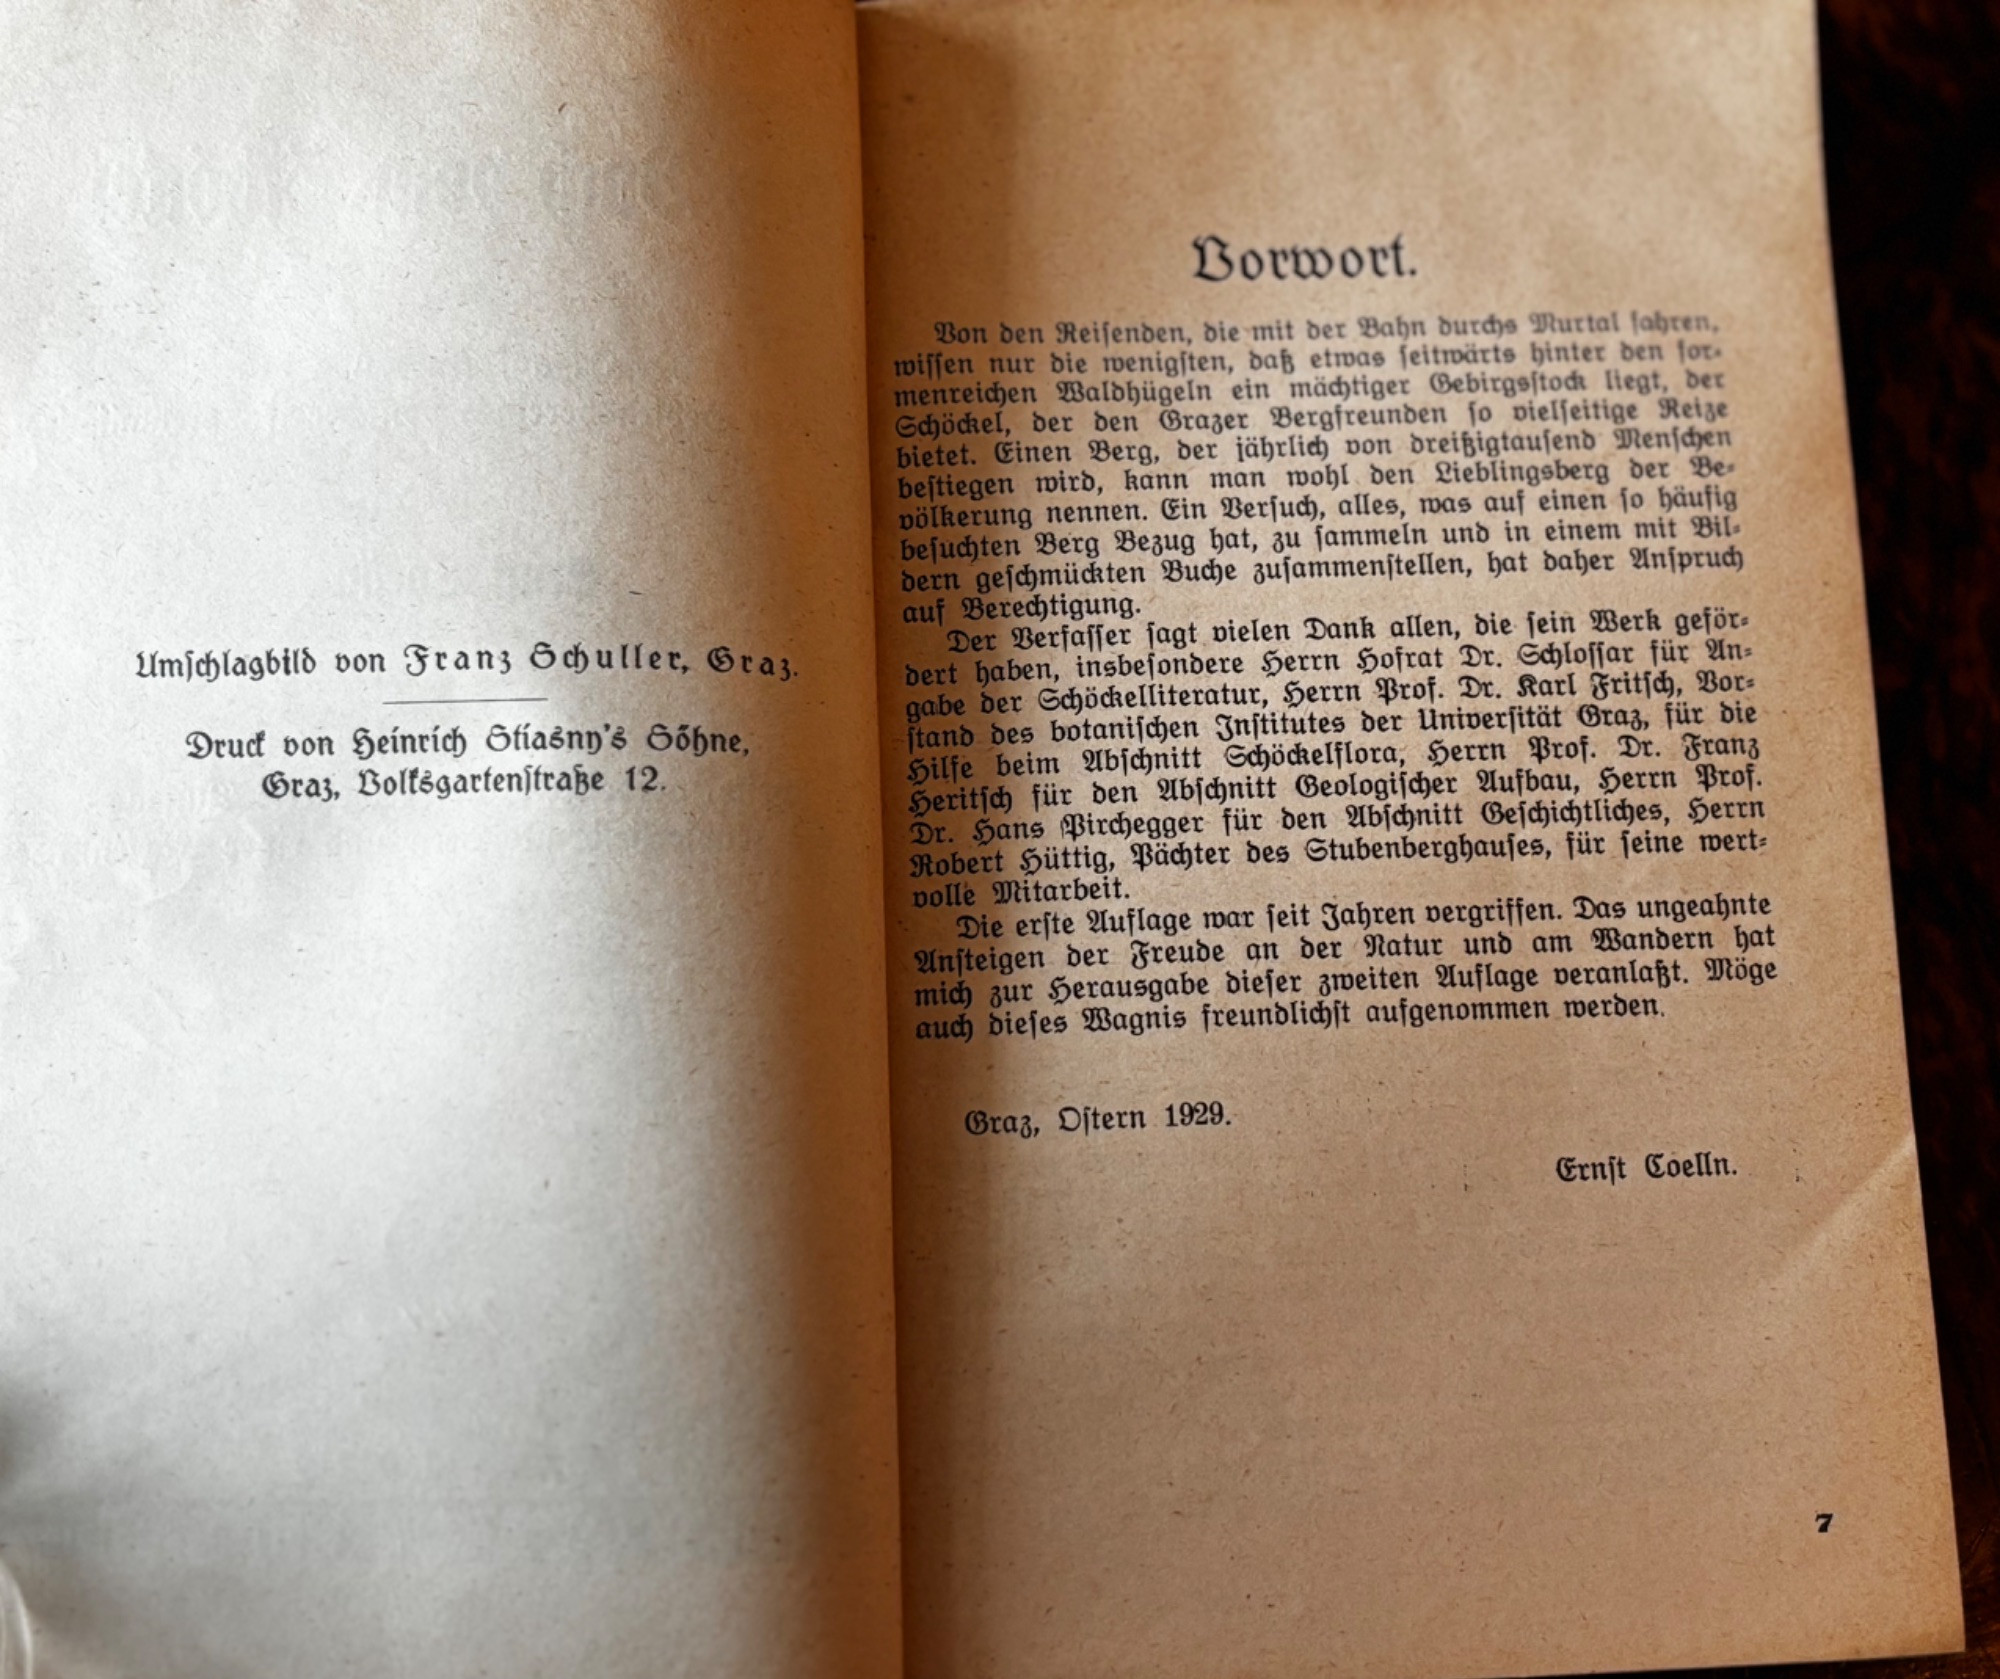 Umſchlagbild von Franz Schuller, Graz.
Druck von Heinrich Stiasny's Söhne,
Graz, Volksgartenſtraße 12.
Vorwort.
Von den Reiſenden, die mit der Bahn durchs Murtal fahren,
wiſſen nur die wenigſten, daß etwas ſeitwärts hinter den for-
menreichen Waldhügeln ein mächtiger Gebirgsſtock liegt, der
Schöckel, der den Grazer Bergfreunden ſo vielſeitige Reize
bietet. Einen Berg, der jährlich von dreißigtauſend Menſchen
beſtiegen wird, kann man wohl den Lieblingsberg der Be-
völkerung nennen. Ein Verſuch, alles, was auf einen ſo häufig
beſuchten Berg Bezug hat, zu ſammeln und in einem mit Bil-
dern geſchmückten Buche zuſammenſtellen, hat daher Anſpruch
auf Berechtigung.
Der Verfaſſer ſagt vielen Dank allen, die ſein Werk geför-
dert haben, insbeſondere Herrn Hofrat Dr. Schloſſar für An-
gabe der Schöckelliteratur, Herrn Prof. Dr. Karl Fritſch, Vor-
ſtand des botaniſchen Inſtitutes der Univerſität Graz, für die
Hilfe beim Abſchnitt Schöckelflora, Herrn Prof. Dr. Franz
Heritſch für den Abſchnitt Geologiſcher Aufbau, Herrn Prof.
Dr. Hans Pirchegger für den Abſchnitt Geſchichtliches, Herrn
Robert Hüttig, Pächter des Stubenberghauſes, für ſeine wert-
volle Mitarbeit.
Die erſte Auflage war ſeit Jahren vergriffen. Das ungeahnte
Anſteigen der Freude an der Natur und am Wandern hat
mich zur Herausgabe dieſer zweiten Auflage veranlaßt. Möge
auch dieſes Wagnis freundlichſt aufgenommen werden.
Graz, Oſtern 1929.
Ernſt Coelln.
7